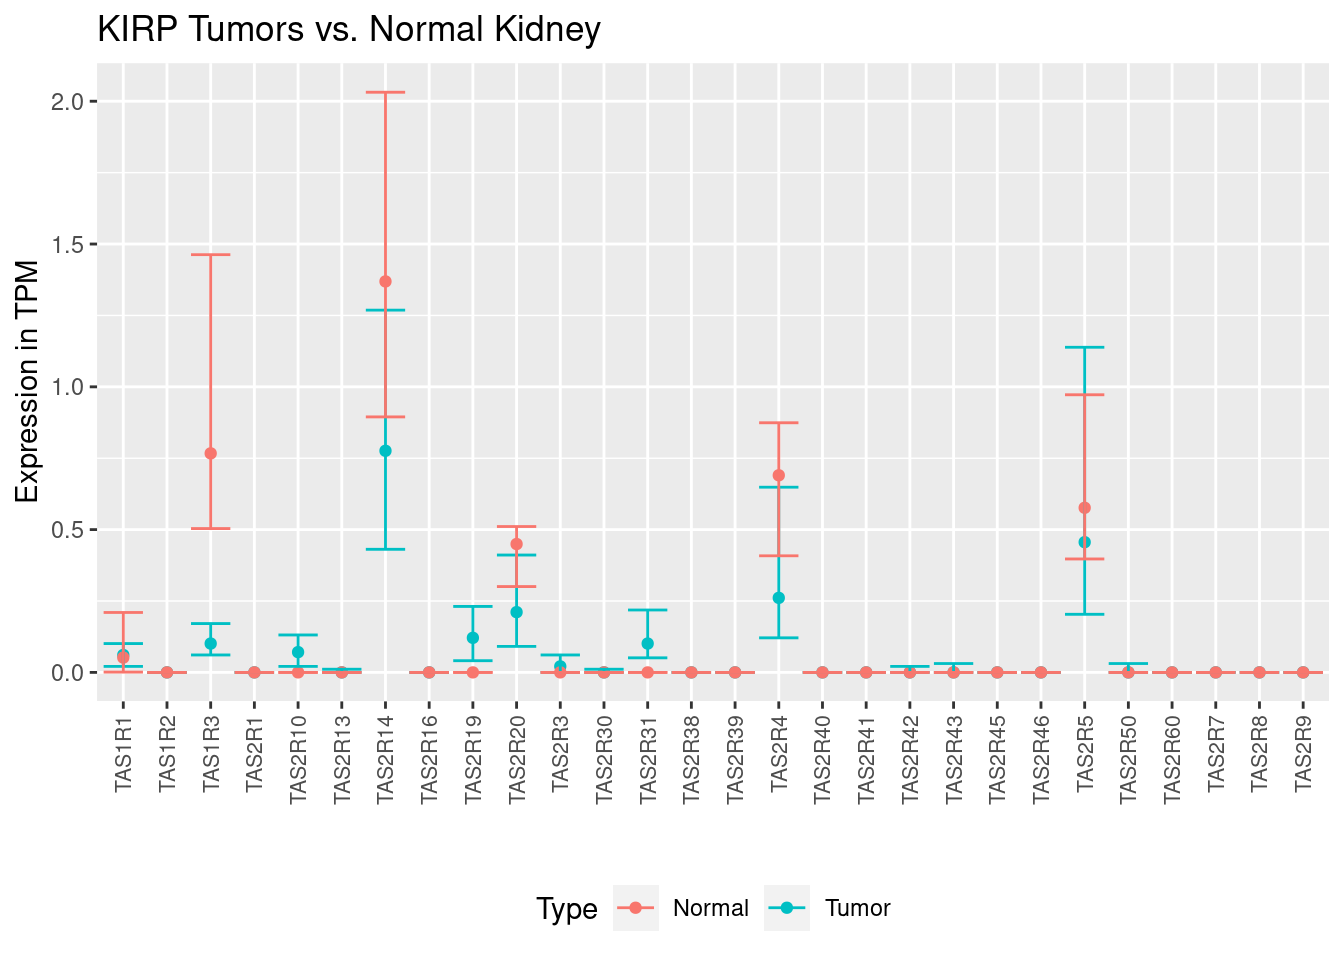 KIRP Tumors vs. Normal Kidney
Expression in TPM
2.0
1.5
1.0
0.5
0.0
TAS1R1
TAS1R2
TAS1R3
TAS2R1
TAS2R10
TAS2R13
TAS2R14
TAS2R16
TAS2R19
TAS2R20
TAS2R3
TAS2R30
TAS2R31
TAS2R38
TAS2R39
TAS2R4
TAS2R40
TAS2R41
TAS2R42
TAS2R43
TAS2R45
TAS2R46
TAS2R5
TAS2R50
TAS2R60
TAS2R7
TAS2R8
TAS2R9
Type Normal Tumor